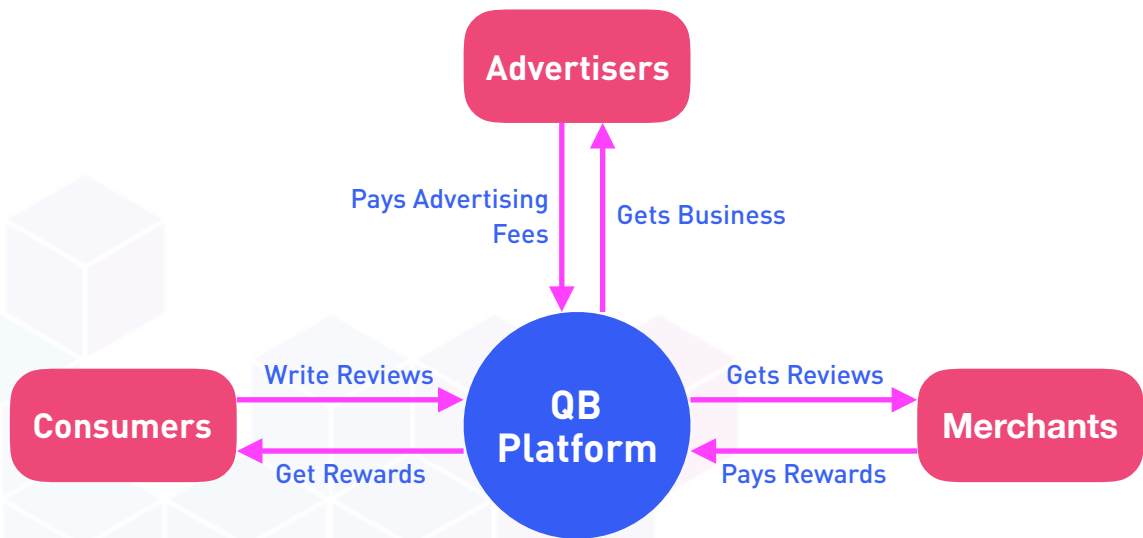 Advertisers
Pays Advertising
Fees
Gets Business
Write Reviews
Gets Reviews
Consumers
QB
Platform
Merchants
Get Rewards
Pays Rewards